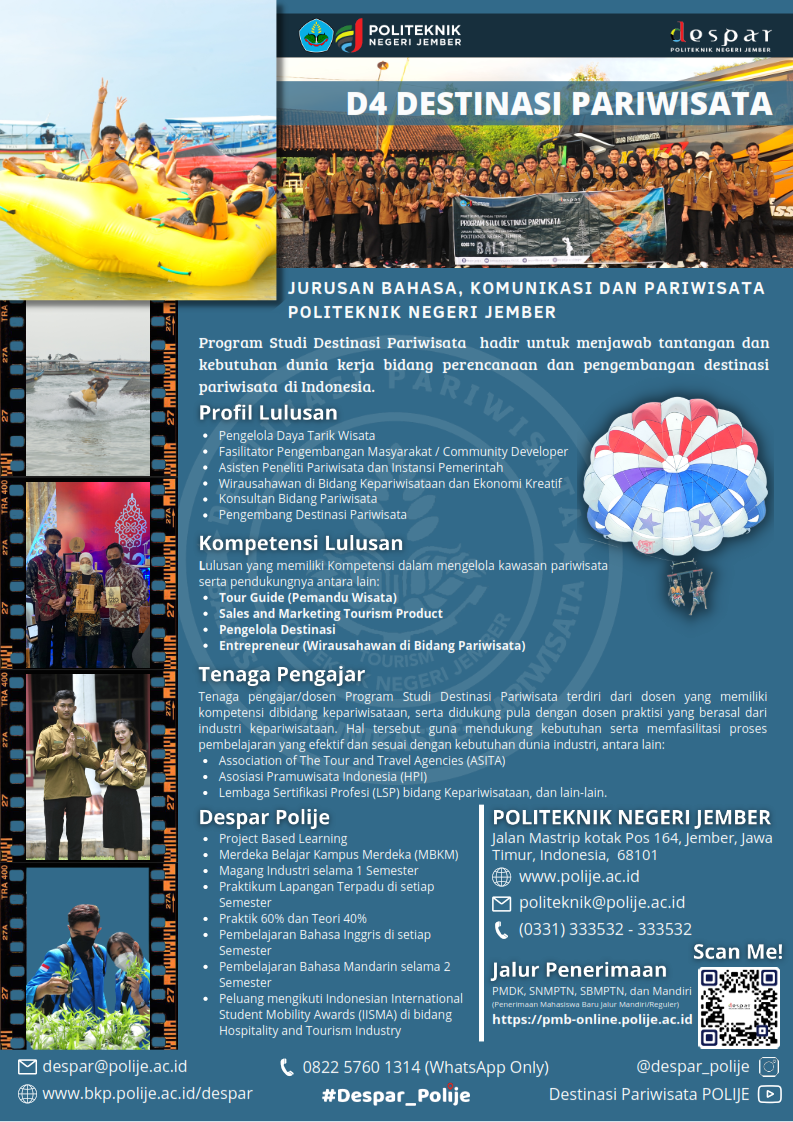 POLITEKNIK
NEGERI JEMBER
despar
POLITEKNIK NEGERI JEMBER
D4 DESTINASI PARIWISATA
despar
PROGRAM STUDI DESTINASI PARIWISATA
POLITEKNIK NEGERI JEMBER
BALI
JURUSAN BAHASA, KOMUNIKASI DAN PARIWISATA
POLITEKNIK NEGERI JEMBER
Program Studi Destinasi Pariwisata hadir untuk menjawab tantangan dan
kebutuhan dunia kerja bidang perencanaan dan pengembangan destinasi
pariwisata di Indonesia.
Profil Lulusan
• Pengelola Daya Tarik Wisata
• Fasilitator Pengembangan Masyarakat / Community Developer
• Asisten Peneliti Pariwisata dan Instansi Pemerintah
• Wirausahawan di Bidang Kepariwisataan dan Ekonomi Kreatif
• Konsultan Bidang Pariwisata
• Pengembang Destinasi Pariwisata
Kompetensi Lulusan
Lulusan yang memiliki Kompetensi dalam mengelola kawasan pariwisata
serta pendukungnya antara lain:
• Tour Guide (Pemandu Wisata)
• Sales and Marketing Tourism Product
• Pengelola Destinasi
• Entrepreneur (Wirausahawan di Bidang Pariwisata)
Tenaga Pengajar
Tenaga pengajar/dosen Program Studi Destinasi Pariwisata terdiri dari dosen yang memiliki
kompetensi dibidang kepariwisataan, serta didukung pula dengan dosen praktisi yang berasal dari
industri kepariwisataan. Hal tersebut guna mendukung kebutuhan serta memfasilitasi proses
pembelajaran yang efektif dan sesuai dengan kebutuhan dunia industri, antara lain:
• Association of The Tour and Travel Agencies (ASITA)
• Asosiasi Pramuwisata Indonesia (HPI)
• Lembaga Sertifikasi Profesi (LSP) bidang Kepariwisataan, dan lain-lain.
Despar Polije
• Project Based Learning
• Merdeka Belajar Kampus Merdeka (MBKM)
• Magang Industri selama 1 Semester
• Praktikum Lapangan Terpadu di setiap
Semester
• Praktik 60% dan Teori 40%
• Pembelajaran Bahasa Inggris di setiap
Semester
• Pembelajaran Bahasa Mandarin selama 2
Semester
• Peluang mengikuti Indonesian International
Student Mobility Awards (IISMA) di bidang
Hospitality and Tourism Industry
POLITEKNIK NEGERI JEMBER
Jalan Mastrip kotak Pos 164, Jember, Jawa
Timur, Indonesia, 68101
www.polije.ac.id
politeknik@polije.ac.id
(0331) 333532 - 333532
Scan Me!
Jalur Penerimaan
PMDK, SNMPTN, SBMPTN, dan Mandiri
(Penerimaan Mahasiswa Baru Jalur Mandiri/Reguler)
https://pmb-online.polije.ac.id
despar
despar@polije.ac.id
0822 5760 1314 (WhatsApp Only)
@despar_polije
www.bkp.polije.ac.id/despar
#Despar_Polije
Destinasi Pariwisata POLIJE